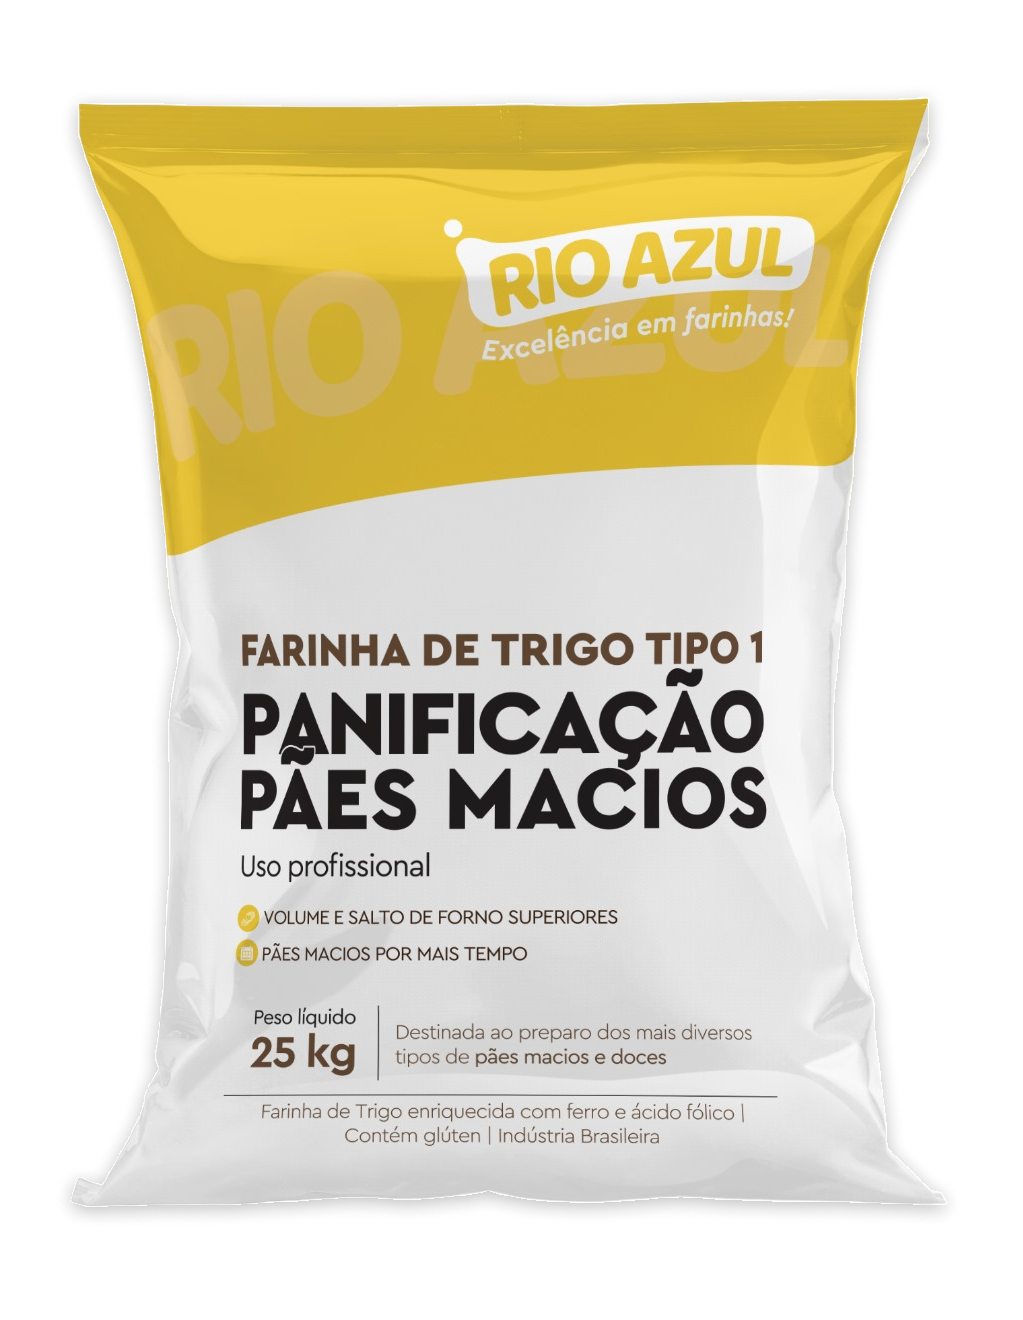 RIO AZUL
RIO AZUL
Excelência em farinhas!
FARINHA DE TRIGO TIPO 1
PANIFICAÇÃO
PÃES MACIOS
Uso profissional
VOLUME E SALTO DE FORNO SUPERIORES
PÃES MACIOS POR MAIS TEMPO
Peso líquido
25 kg
Destinada ao preparo dos mais diversos
tipos de pães macios e doces
Farinha de Trigo enriquecida com ferro e ácido fólico |
Contém glúten | Indústria Brasileira